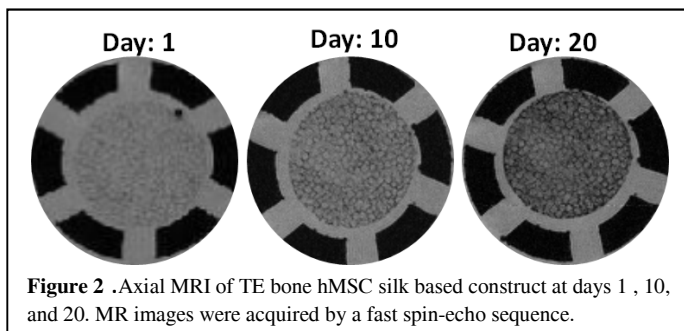 Day: 1 Day: 10 Day: 20
Figure 2 .Axial MRI of TE bone hMSC silk based construct at days 1 , 10,
and 20. MR images were acquired by a fast spin-echo sequence.